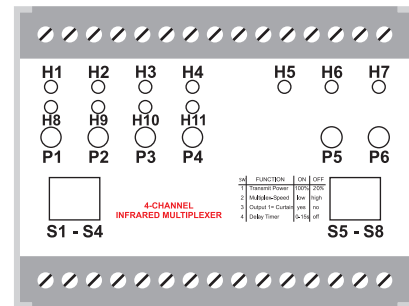 H1 H2 H3 H4 H5 H6 H7
H8 H9 H10 H11
P1 P2 P3 P4 P5 P6
SW FUNCTION ON OFF
1 Transmit Power 100% 20%
2 Multiplex-Speed low high
3 Output 1= Curtain yes no
4 Delay Timer 0-15s off
4-CHANNEL
INFRARED MULTIPLEXER
S1 - S4 S5 - S8